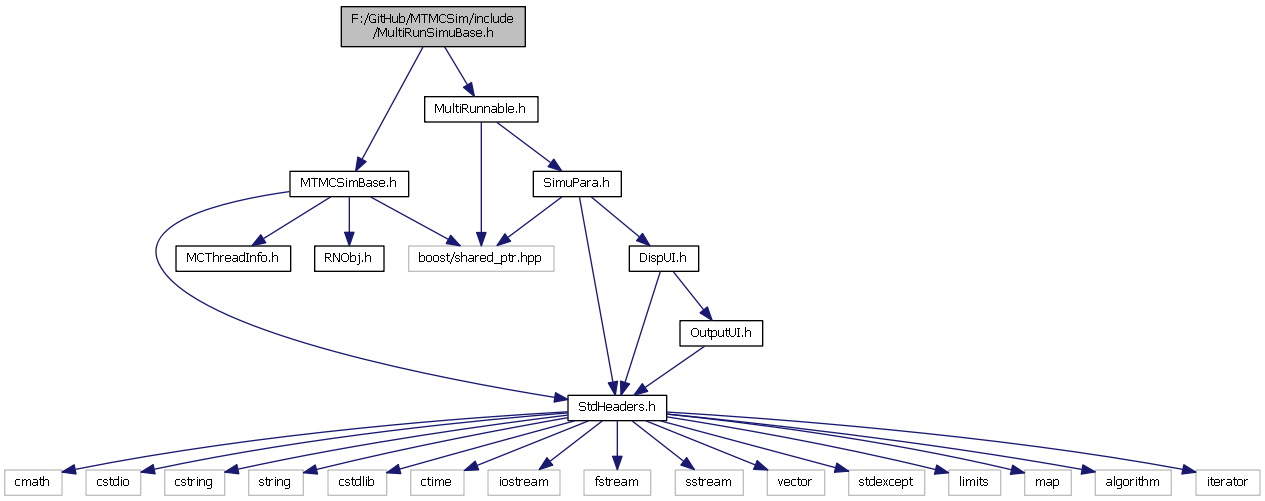 F:/GitHub/MTMCSim/include
/MultiRunSimuBase.h
MultiRunnable.h
MTMCSimBase.h
SimuPara.h
MCThreadInfo.h
RNObj.h
boost/shared_ptr.hpp
DispUI.h
OutputUI.h
StdHeaders.h
cmath
cstdio
cstring
string
cstdlib
ctime
iostream
fstream
sstream
vector
stdexcept
limits
map
algorithm
iterator